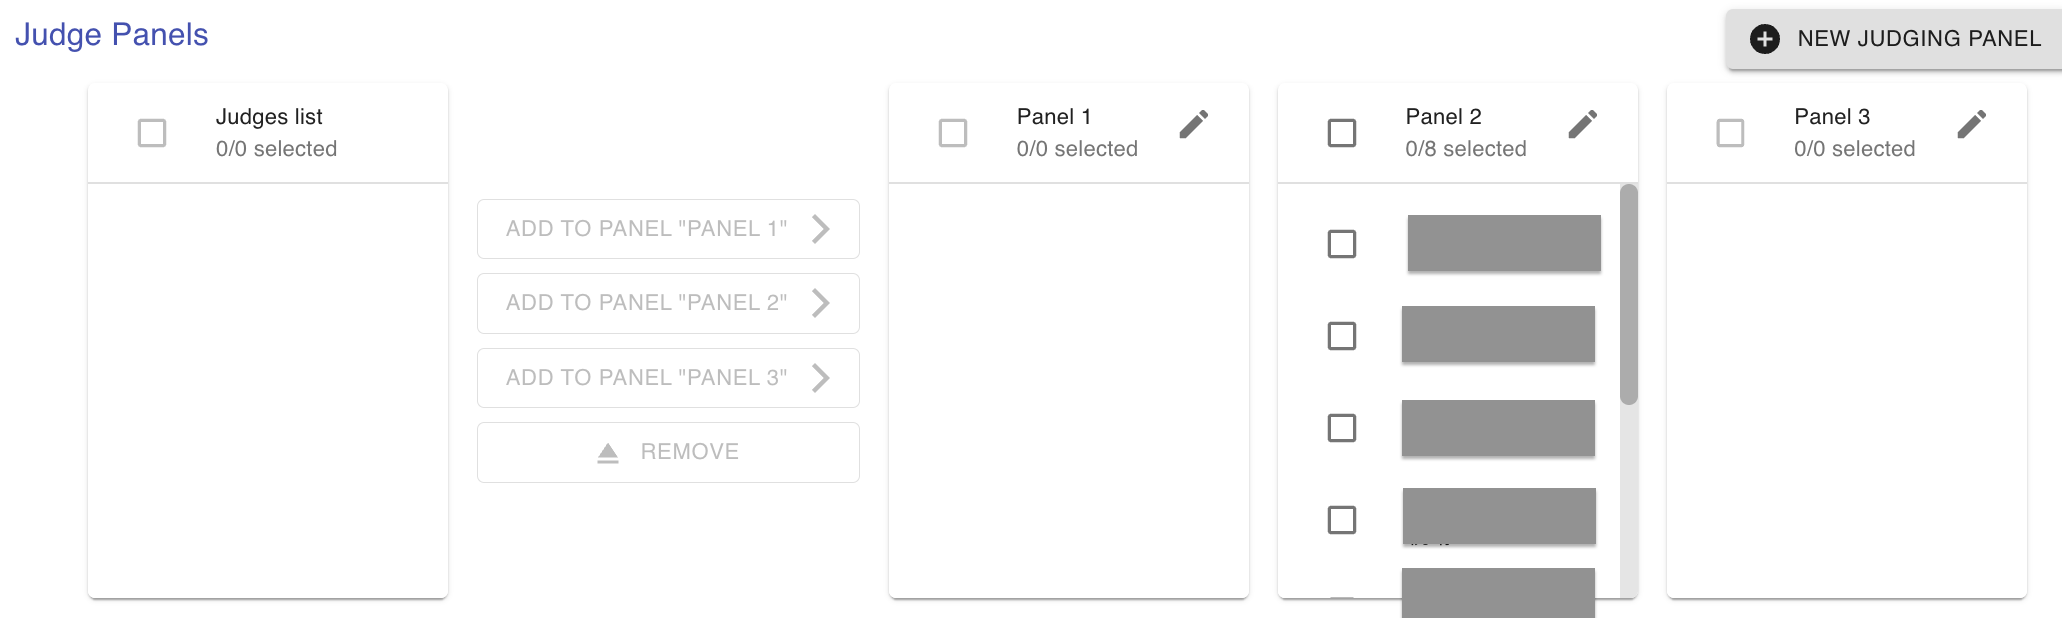 Judge Panels
NEW JUDGING PANEL
Judges list
0/0 selected
ADD TO PANEL "PANEL 1"
ADD TO PANEL "PANEL 2"
ADD TO PANEL "PANEL 3"
REMOVE
Panel 1
0/0 selected
Panel 2
0/8 selected
Panel 3
0/0 selected